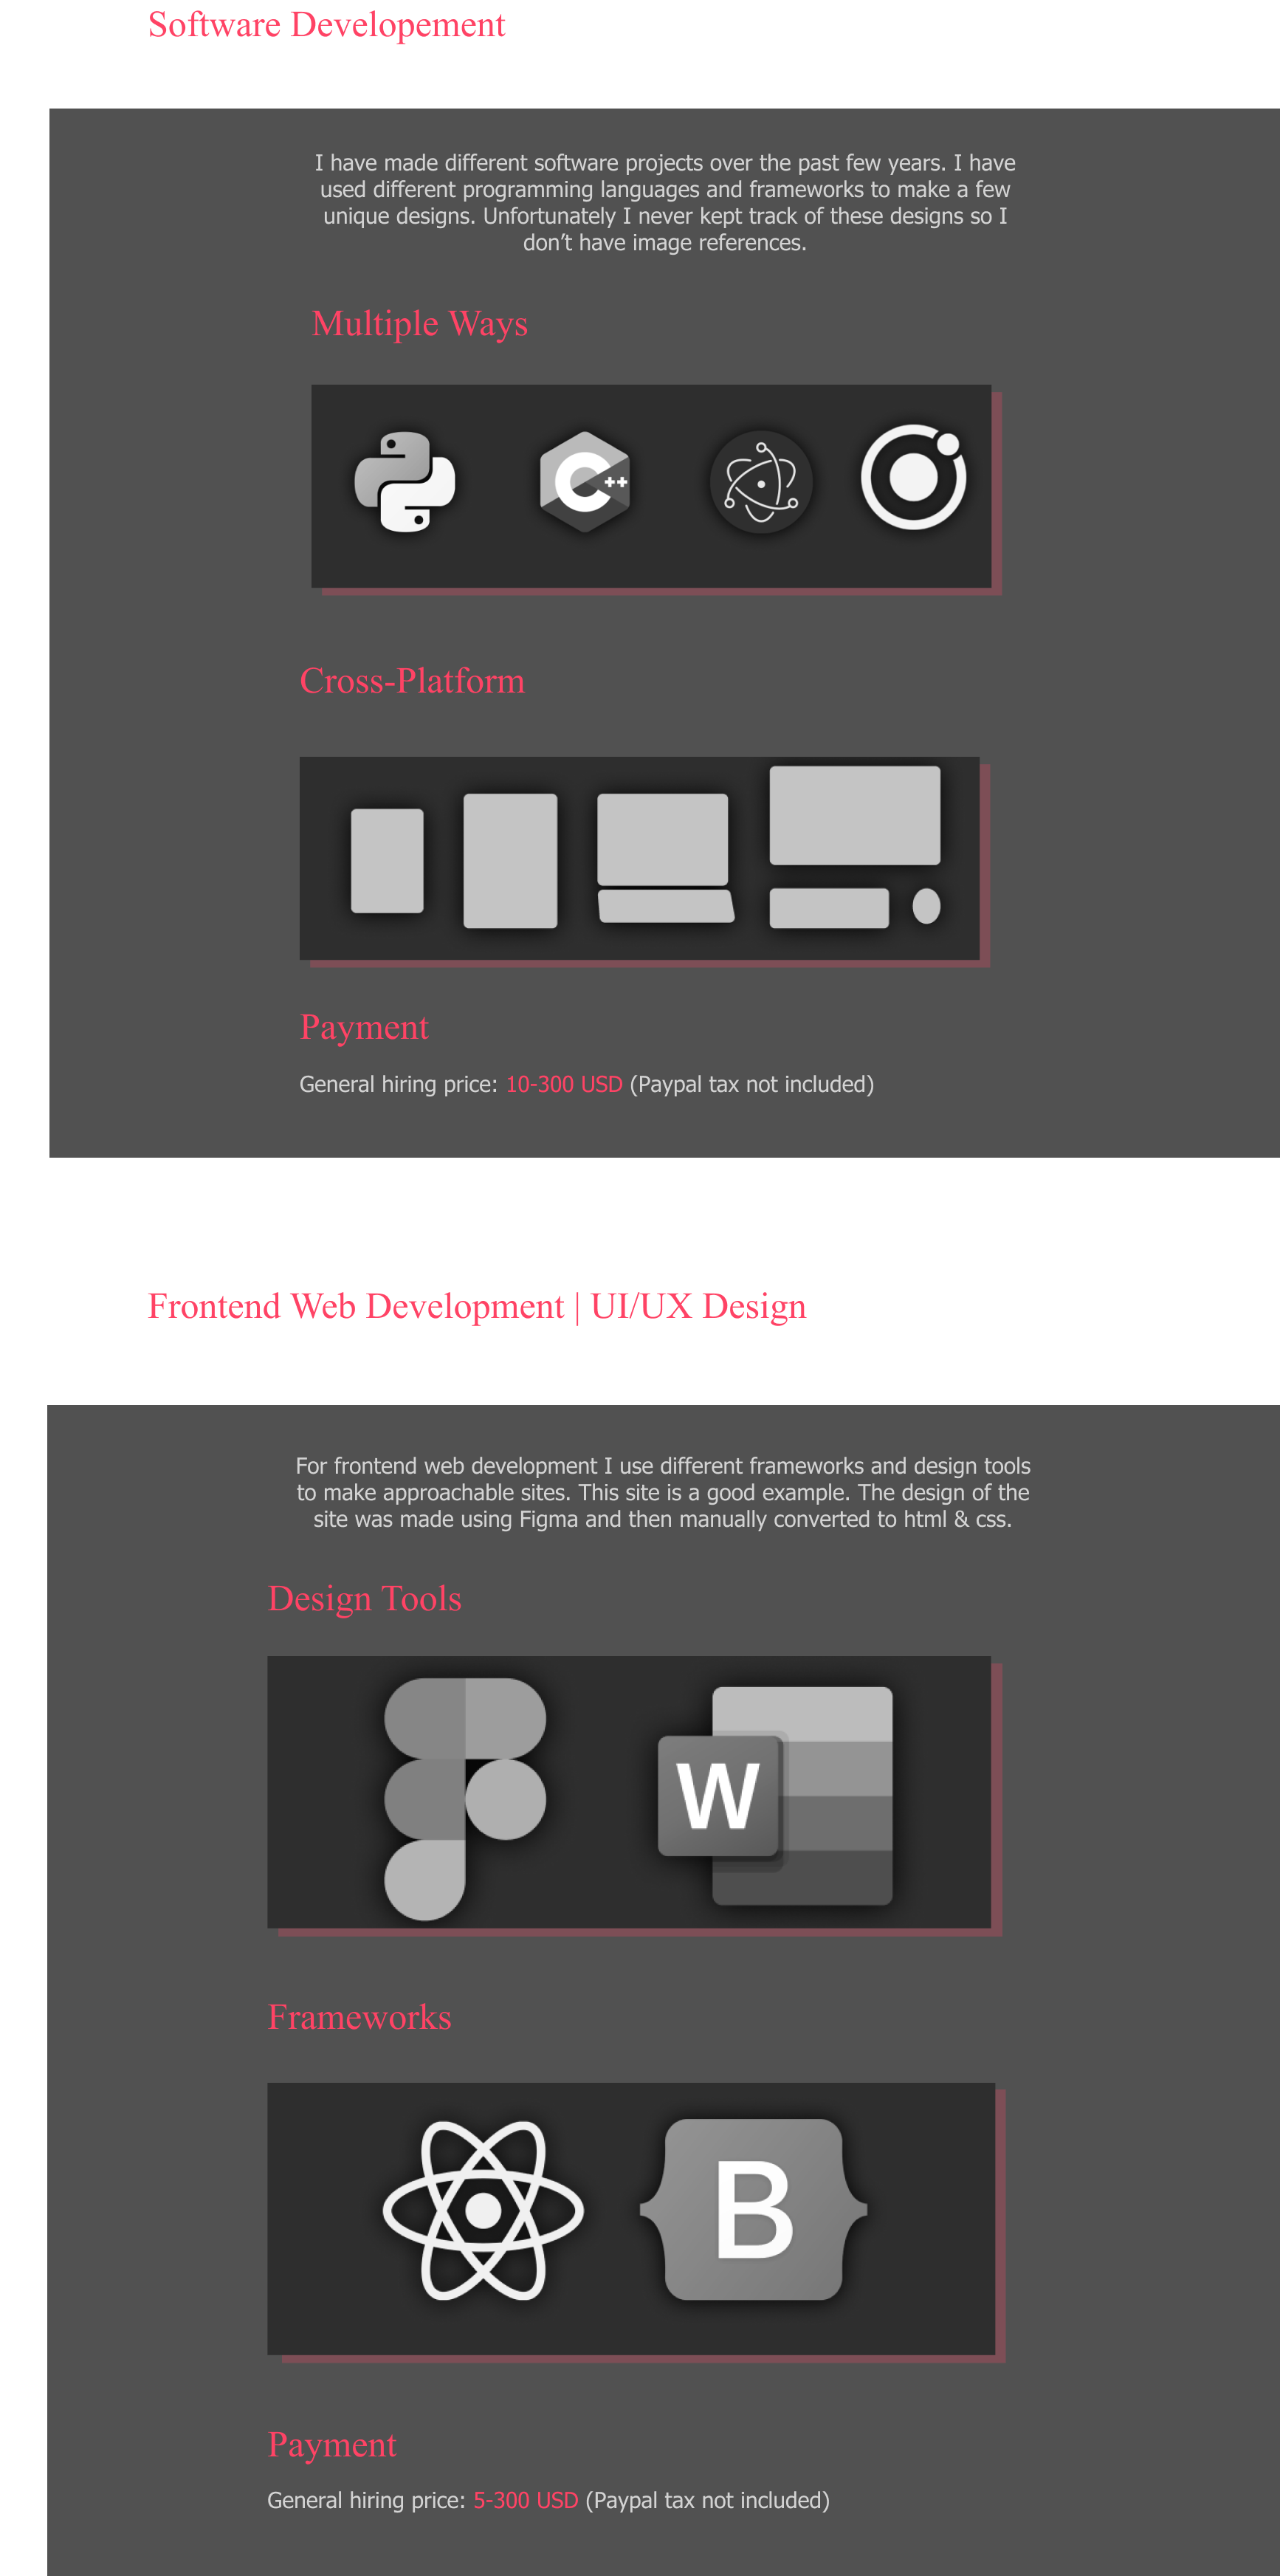 Software Developement
I have made different software projects over the past few years. I have
used different programming languages and frameworks to make a few
unique designs. Unfortunately I never kept track of these designs so I
don’t have image references.
Multiple Ways
C++
Cross-Platform
Payment
General hiring price: 10-300 USD (Paypal tax not included)
Frontend Web Development | UI/UX Design
For frontend web development I use different frameworks and design tools
to make approachable sites. This site is a good example. The design of the
site was made using Figma and then manually converted to html & css.
Design Tools
W
Frameworks
B
Payment
General hiring price: 5-300 USD (Paypal tax not included)